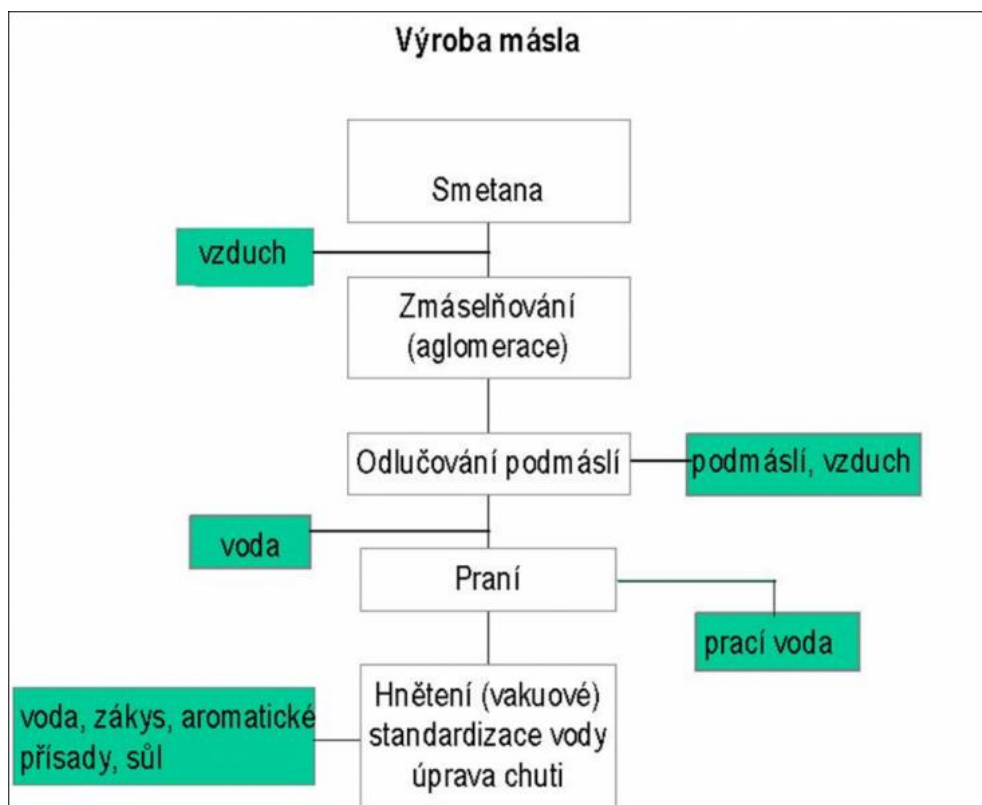 Výroba másla
Smetana
vzduch
Zmáselňování
(aglomerace)
Odlučování podmáslí
podmáslí, vzduch
voda
Praní
prací voda
Hnětení (vakuové)
standardizace vody
úprava chuti
voda, zákys, aromatické
přísady, sůl